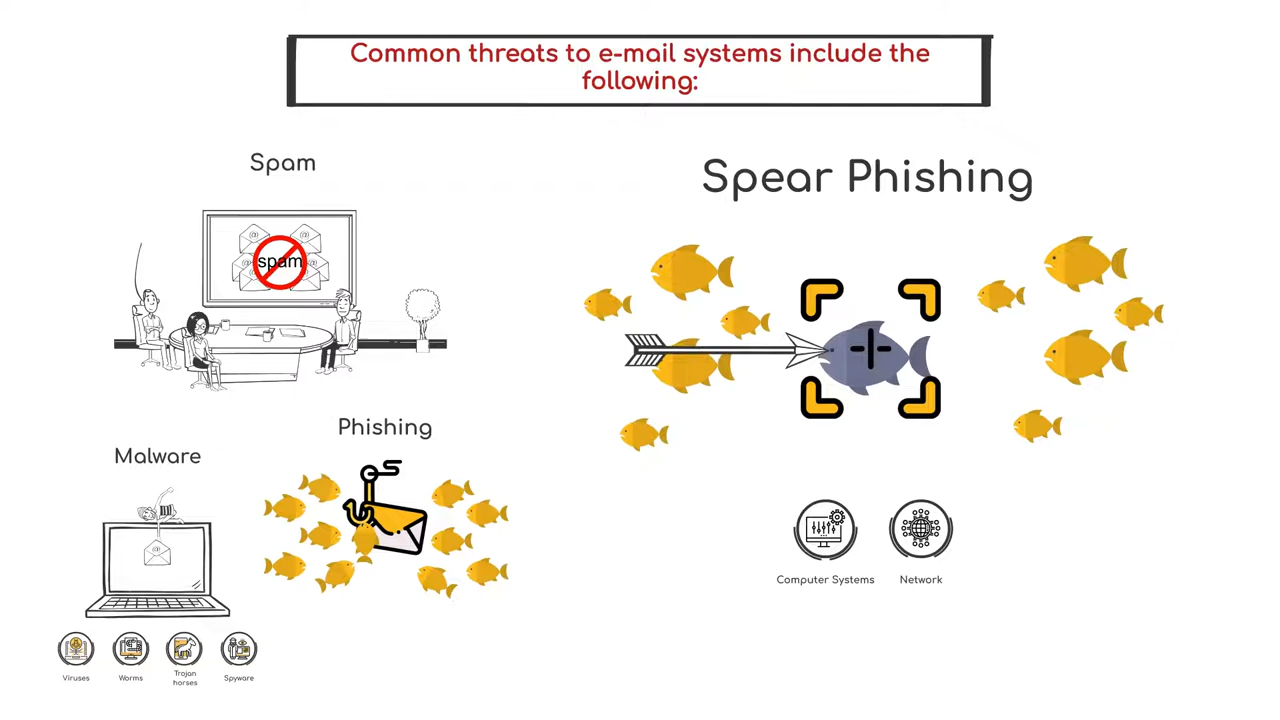 Common threats to e-mail systems include the
following:
Spam
spam
Spear Phishing
Phishing
Malware
Computer Systems
Network
Viruses
Worms
Trojan
horses
Spyware